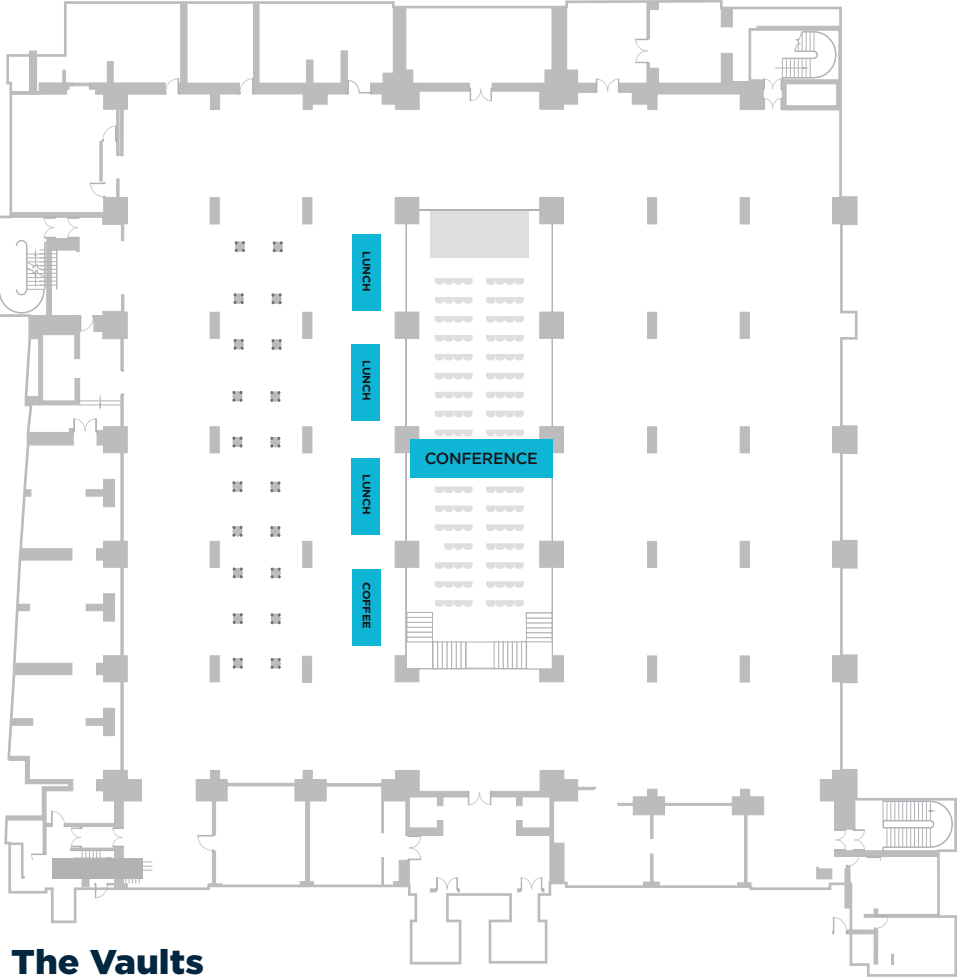 LUNCH
LUNCH
CONFERENCE
LUNCH
COFFEE
The Vaults